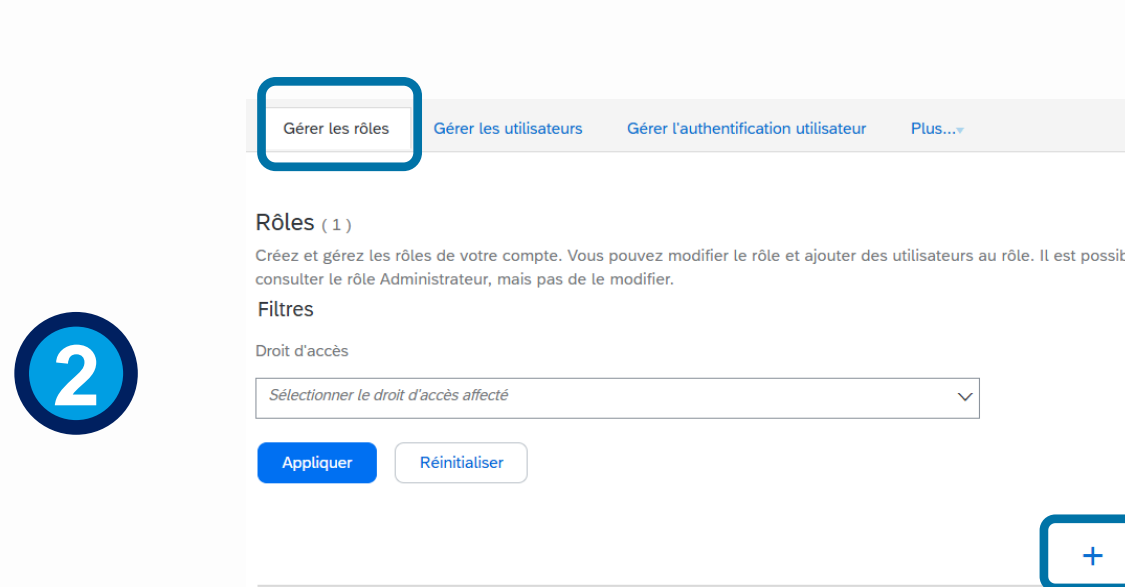 Gérer les rôles Gérer les utilisateurs Gérer l'authentification utilisateur Plus...
Rôles ( 1 )
Créez et gérez les rôles de votre compte. Vous pouvez modifier le rôle et ajouter des utilisateurs au rôle. Il est possib
consulter le rôle Administrateur, mais pas de le modifier.
Filtres
2
Droit d'accès
Sélectionner le droit d'accès affecté
Appliquer Réinitialiser
+